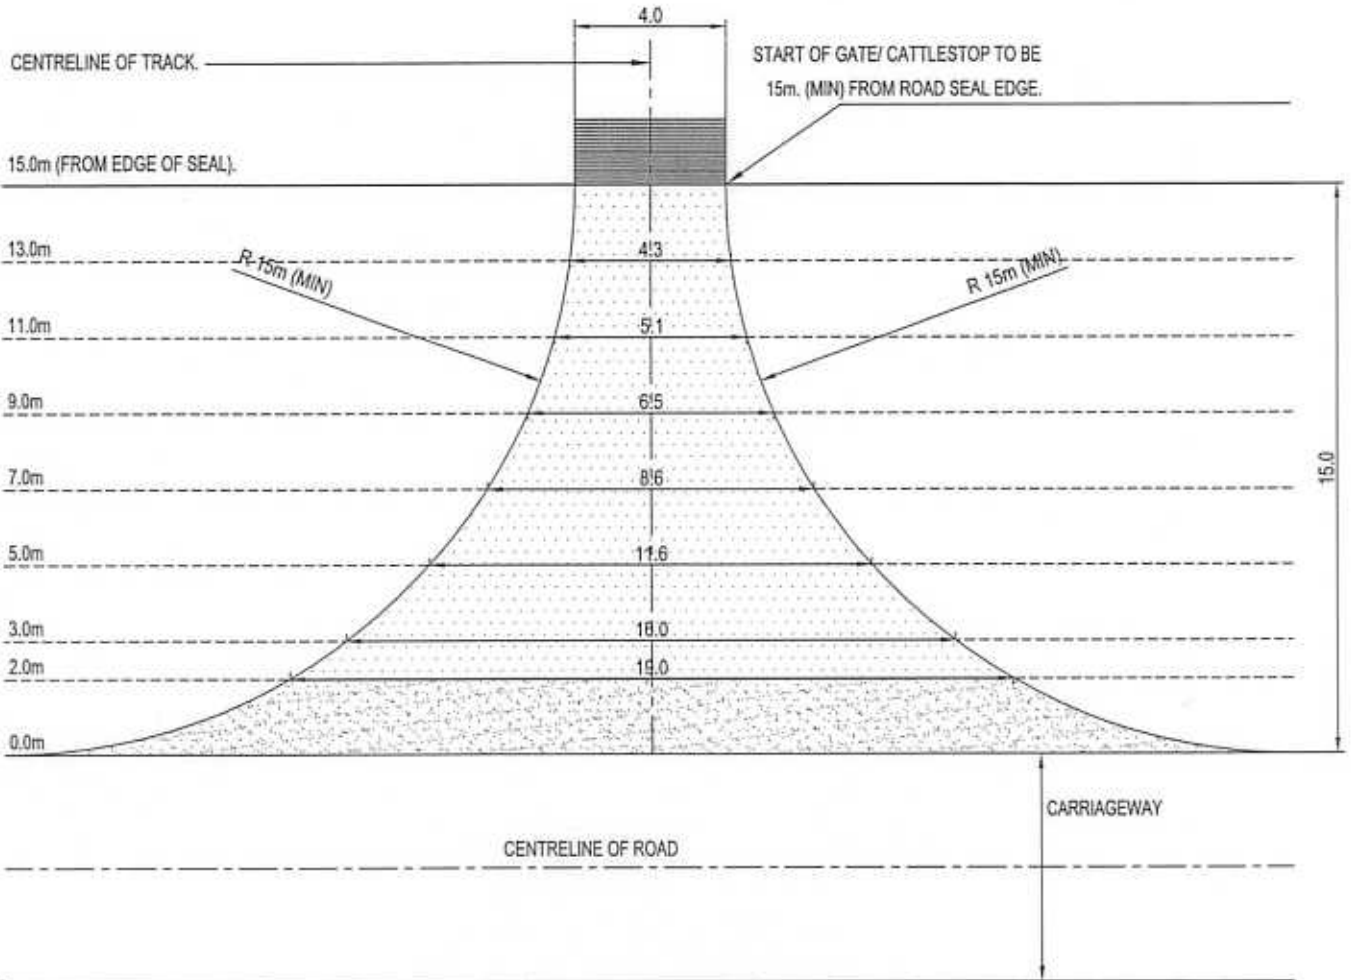 4.0
CENTRELINE OF TRACK.
START OF GATE/ CATTLESTOP TO BE
15m. (MIN) FROM ROAD SEAL EDGE.
15.0m (FROM EDGE OF SEAL).
13.0m
R 15m (MIN)
4.3
R 15m (MIN)
11.0m
5.1
9.0m
6.5
7.0m
8.6
15.0
5.0m
11.6
3.0m
16.0
2.0m
19.0
0.0m
CARRIAGEWAY
CENTRELINE OF ROAD